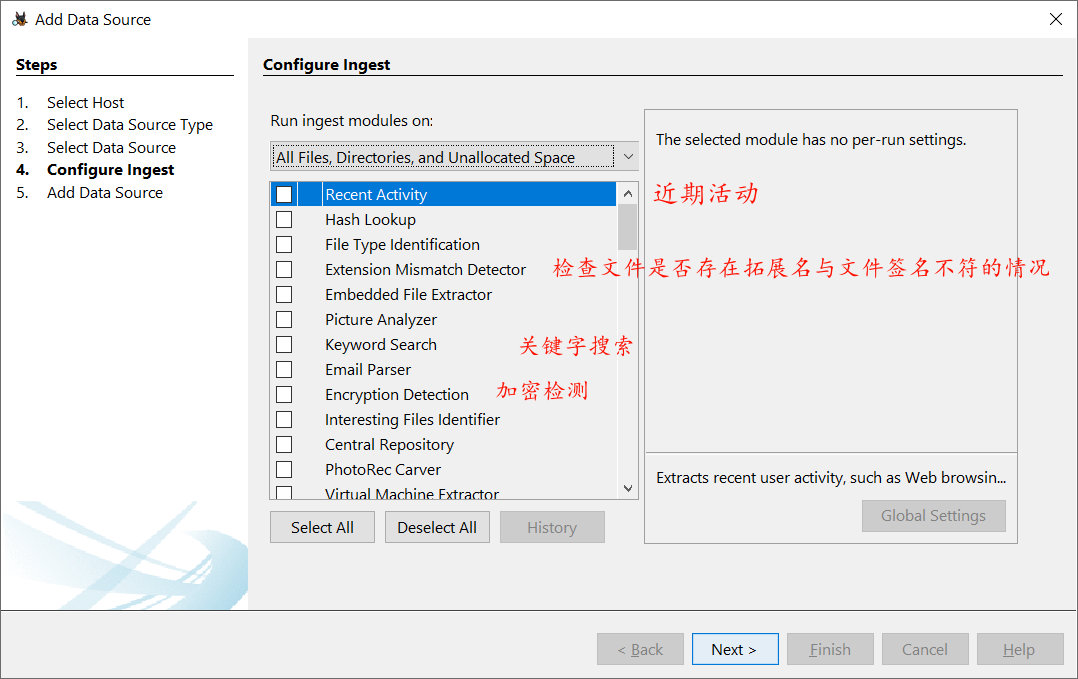 Add Data Source
Steps
1. Select Host
2. Select Data Source Type
3. Select Data Source
4. Configure Ingest
5. Add Data Source
Configure Ingest
Run ingest modules on:
All Files, Directories, and Unallocated Space
Recent Activity
Hash Lookup
File Type Identification
Extension Mismatch Detector
Embedded File Extractor
Picture Analyzer
Keyword Search
Email Parser
Encryption Detection
Interesting Files Identifier
Central Repository
PhotoRec Carver
Virtual Machine Extractor
Select All
Deselect All
History
The selected module has no per-run settings.
近期活动
检查文件是否存在拓展名与文件签名不符的情况
关键字搜索
加密检测
Extracts recent user activity, such as Web browsin...
Global Settings
< Back
Next >
Finish
Cancel
Help